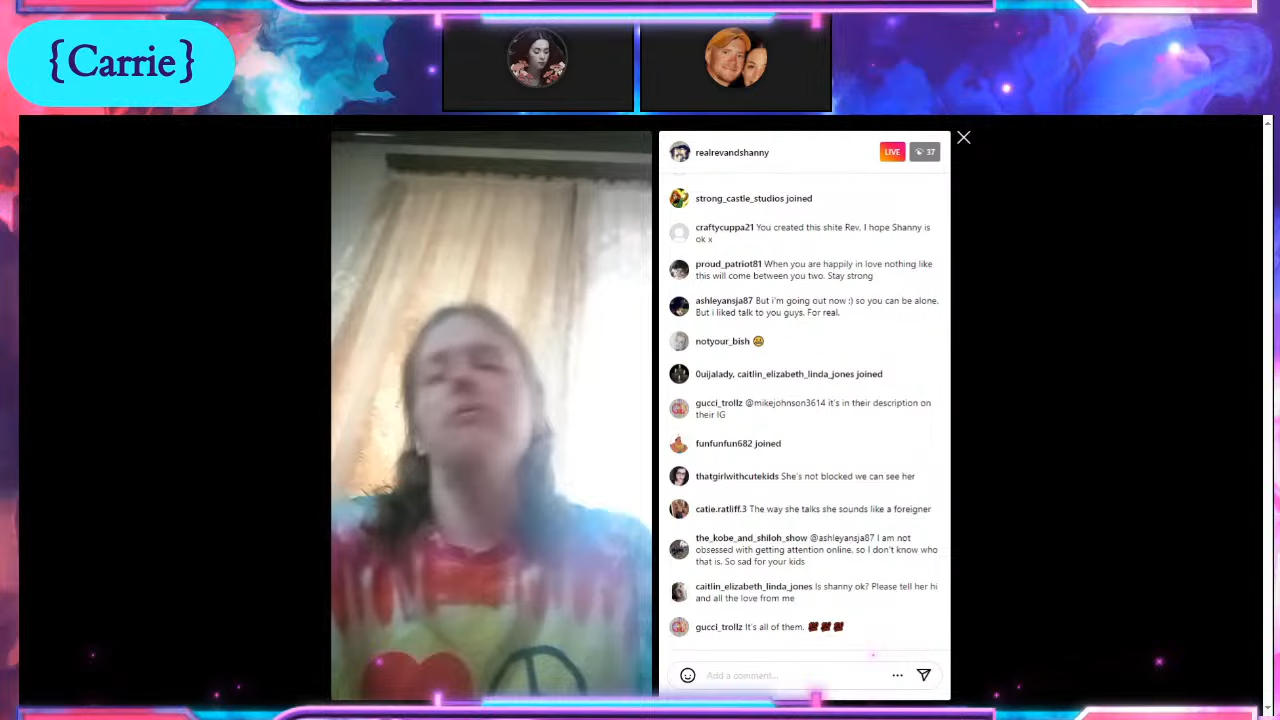 {Carrie}
realrevandshanny
LIVE
37
strong_castle_studios joined
craftycuppa21 You created this shite Rev, I hope Shanny is
ok x
proud_patriot81 When you are happily in love nothing like
this will come between you two. Stay strong
ashleyansja87 But i'm going out now :) so you can be alone.
But i liked talk to you guys. For real.
notyour_bish 😆
0uijalady, caitlin_elizabeth_linda_jones joined
gucci_trollz @mikejohnson3614 it's in their description on
their IG
funfunfun682 joined
thatgirlwithcutekids She's not blocked we can see her
catie.ratliff.3 The way she talks she sounds like a foreigner
the_kobe_and_shiloh_show @ashleyansja87 I am not
obsessed with getting attention online, so I don't know who
that is. So sad for your kids
caitlin_elizabeth_linda_jones Is shanny ok? Please tell her hi
and all the love from me
gucci_trollz It's all of them. 💯 💯 💯
Add a comment...